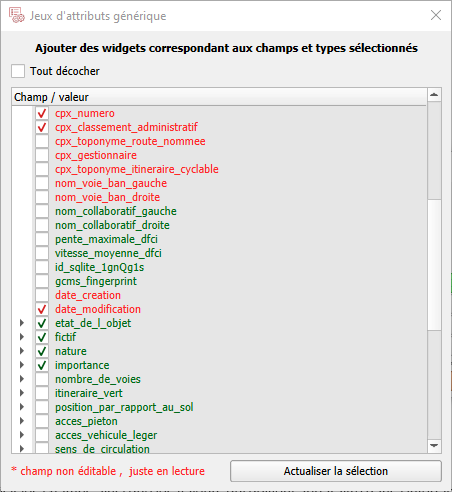 Jeux d'attributs générique
Ajouter des widgets correspondant aux champs et types sélectionnés
Tout décocher
Champ / valeur
cpx_numero
cpx_classement_administratif
cpx_toponyme_route_nommee
cpx_gestionnaire
cpx_toponyme_itineraire_cyclable
nom_voie_ban_gauche
nom_voie_ban_droite
nom_collaboratif_gauche
nom_collaboratif_droite
pente_maximale_dfci
vitesse_moyenne_dfci
id_sqlite_1gnQg1s
gcms_fingerprint
date_creation
date_modification
etat_de_l_objet
fictif
nature
importance
nombre_de_voies
itineraire_vert
position_par_rapport_au_sol
acces_pieton
acces_vehicule_leger
sens_de_circulation
* champ non éditable , juste en lecture
Actualiser la sélection